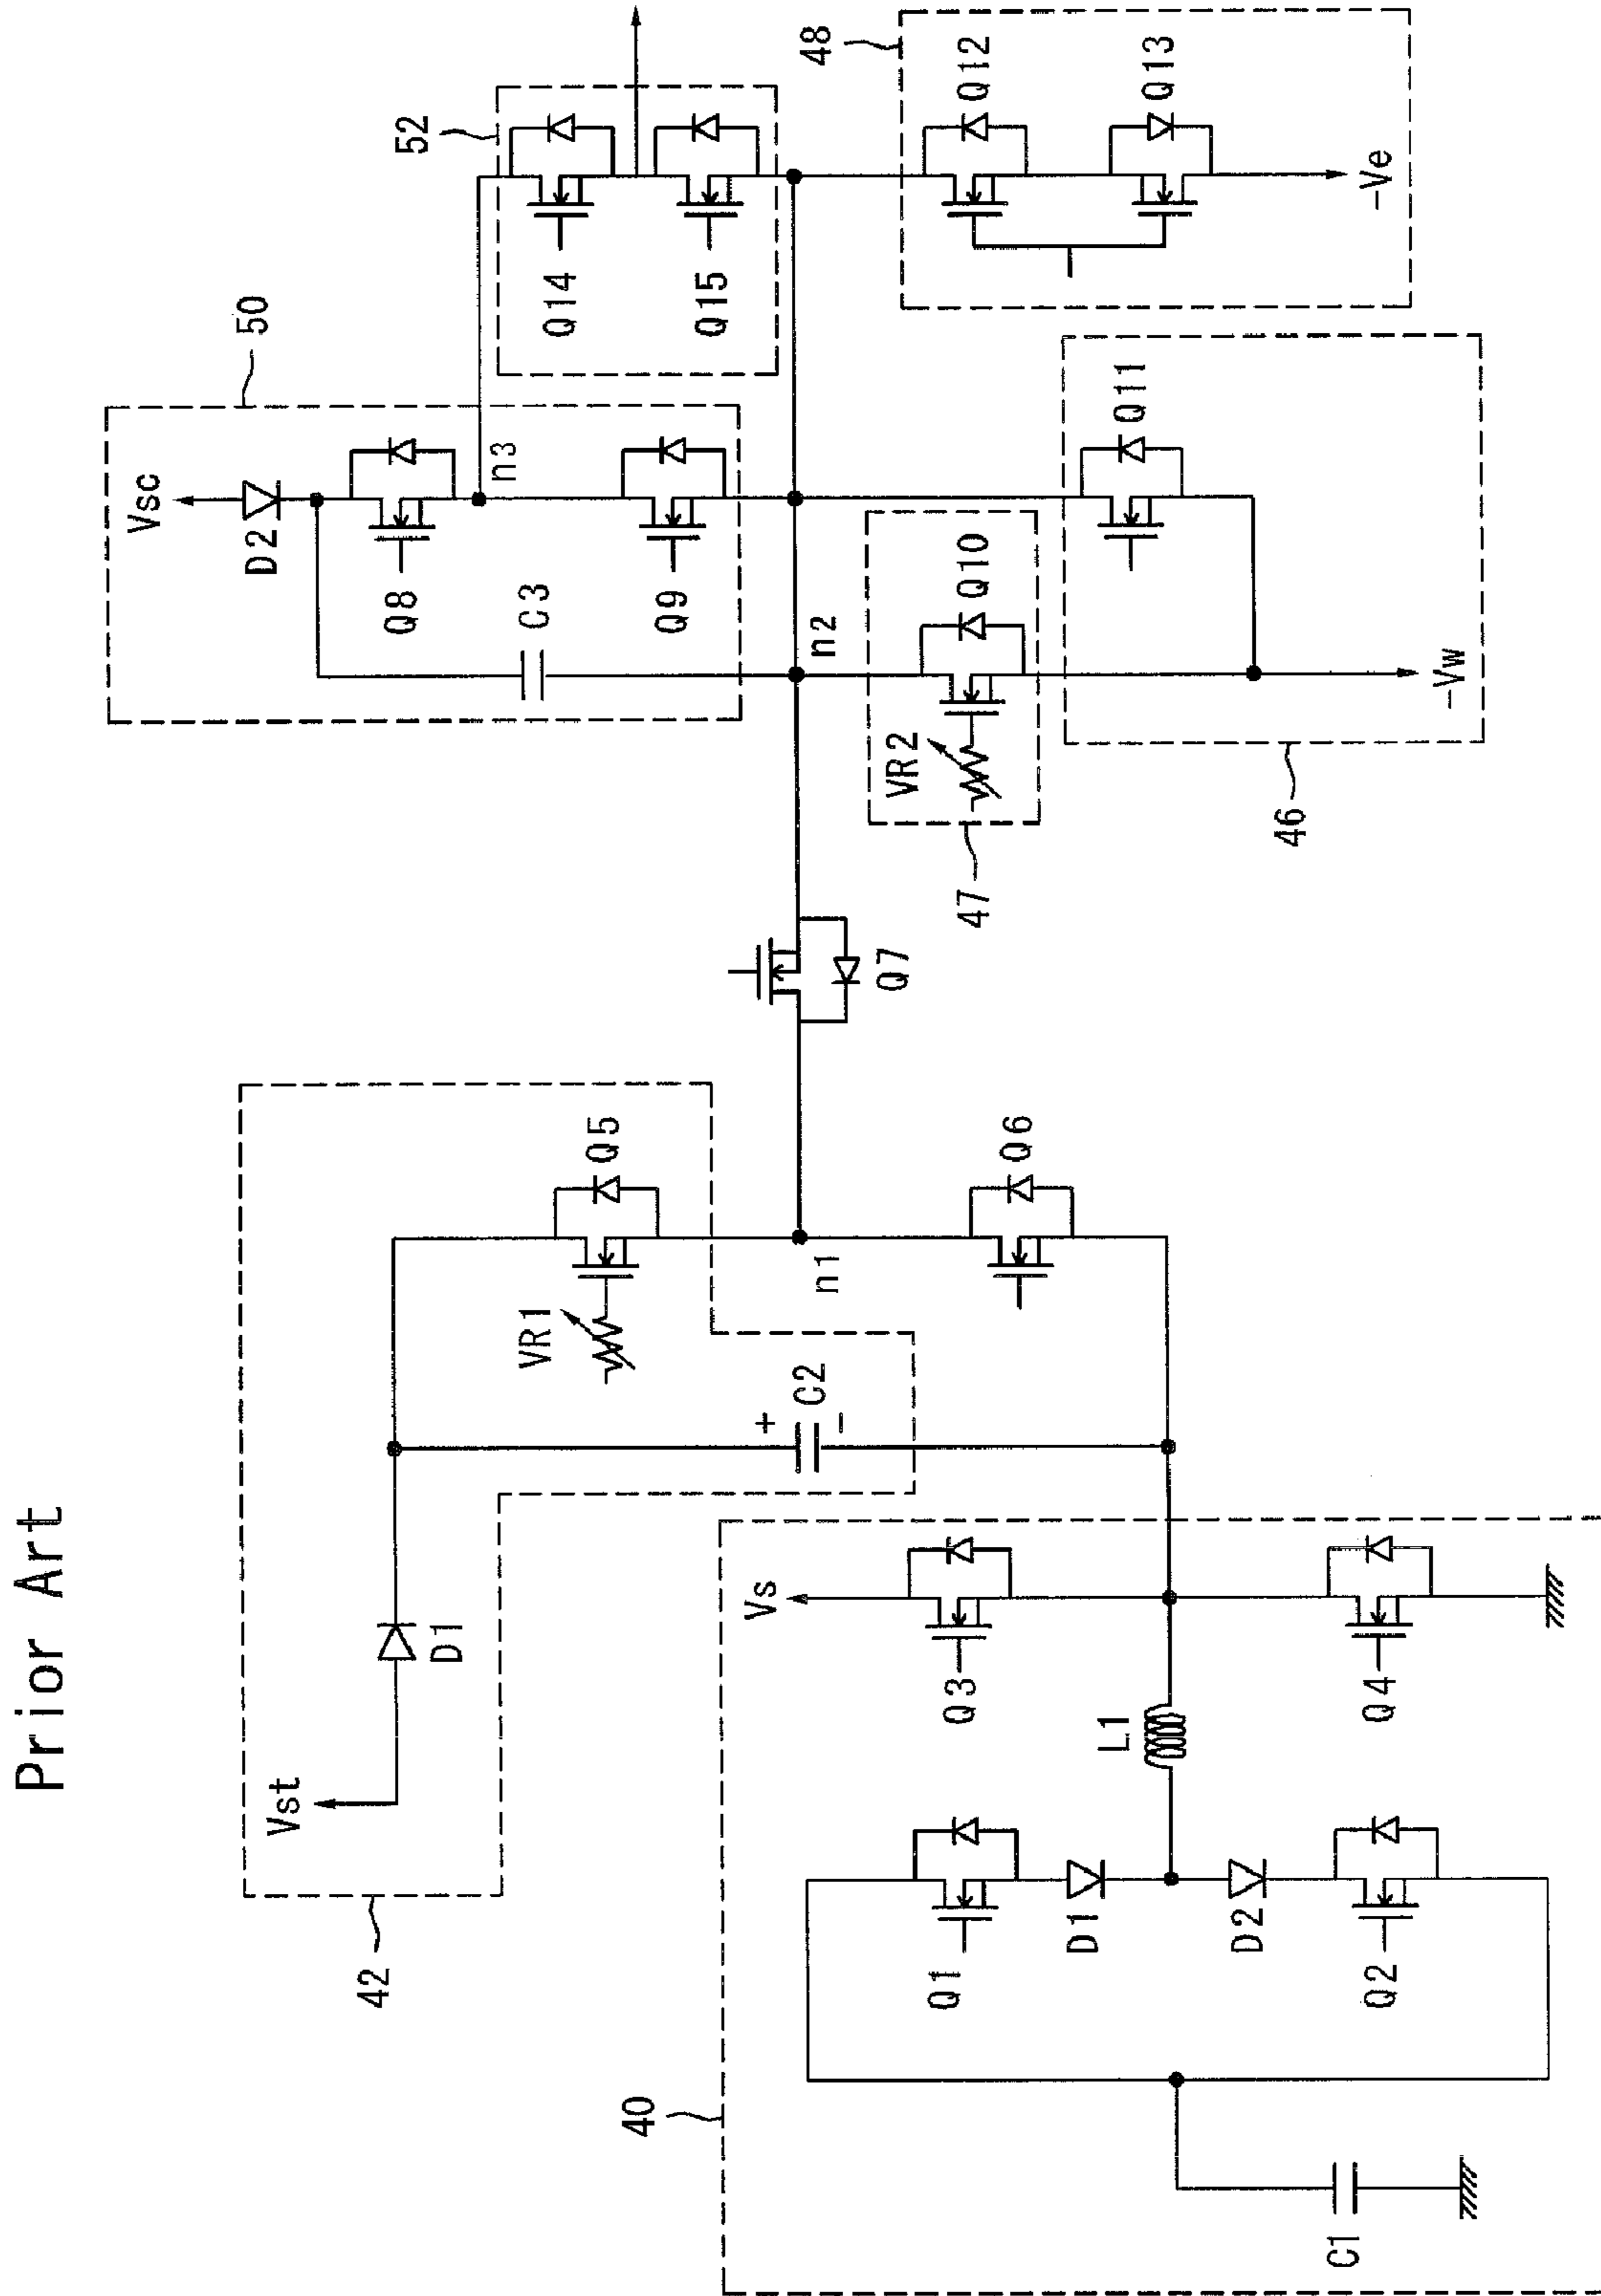 Prior Art
42
Vst
D1
VR1
Q5
C2
+
-
n1
Q6
40
Vs
Q3
Q4
L1
Q1
D1
D2
Q2
C1
Q7
50
Vsc
D2
Q8
n3
C3
Q9
n2
52
Q14
Q15
48
Q12
Q13
-Ve
47
VR2
Q10
46
Q11
-Vw